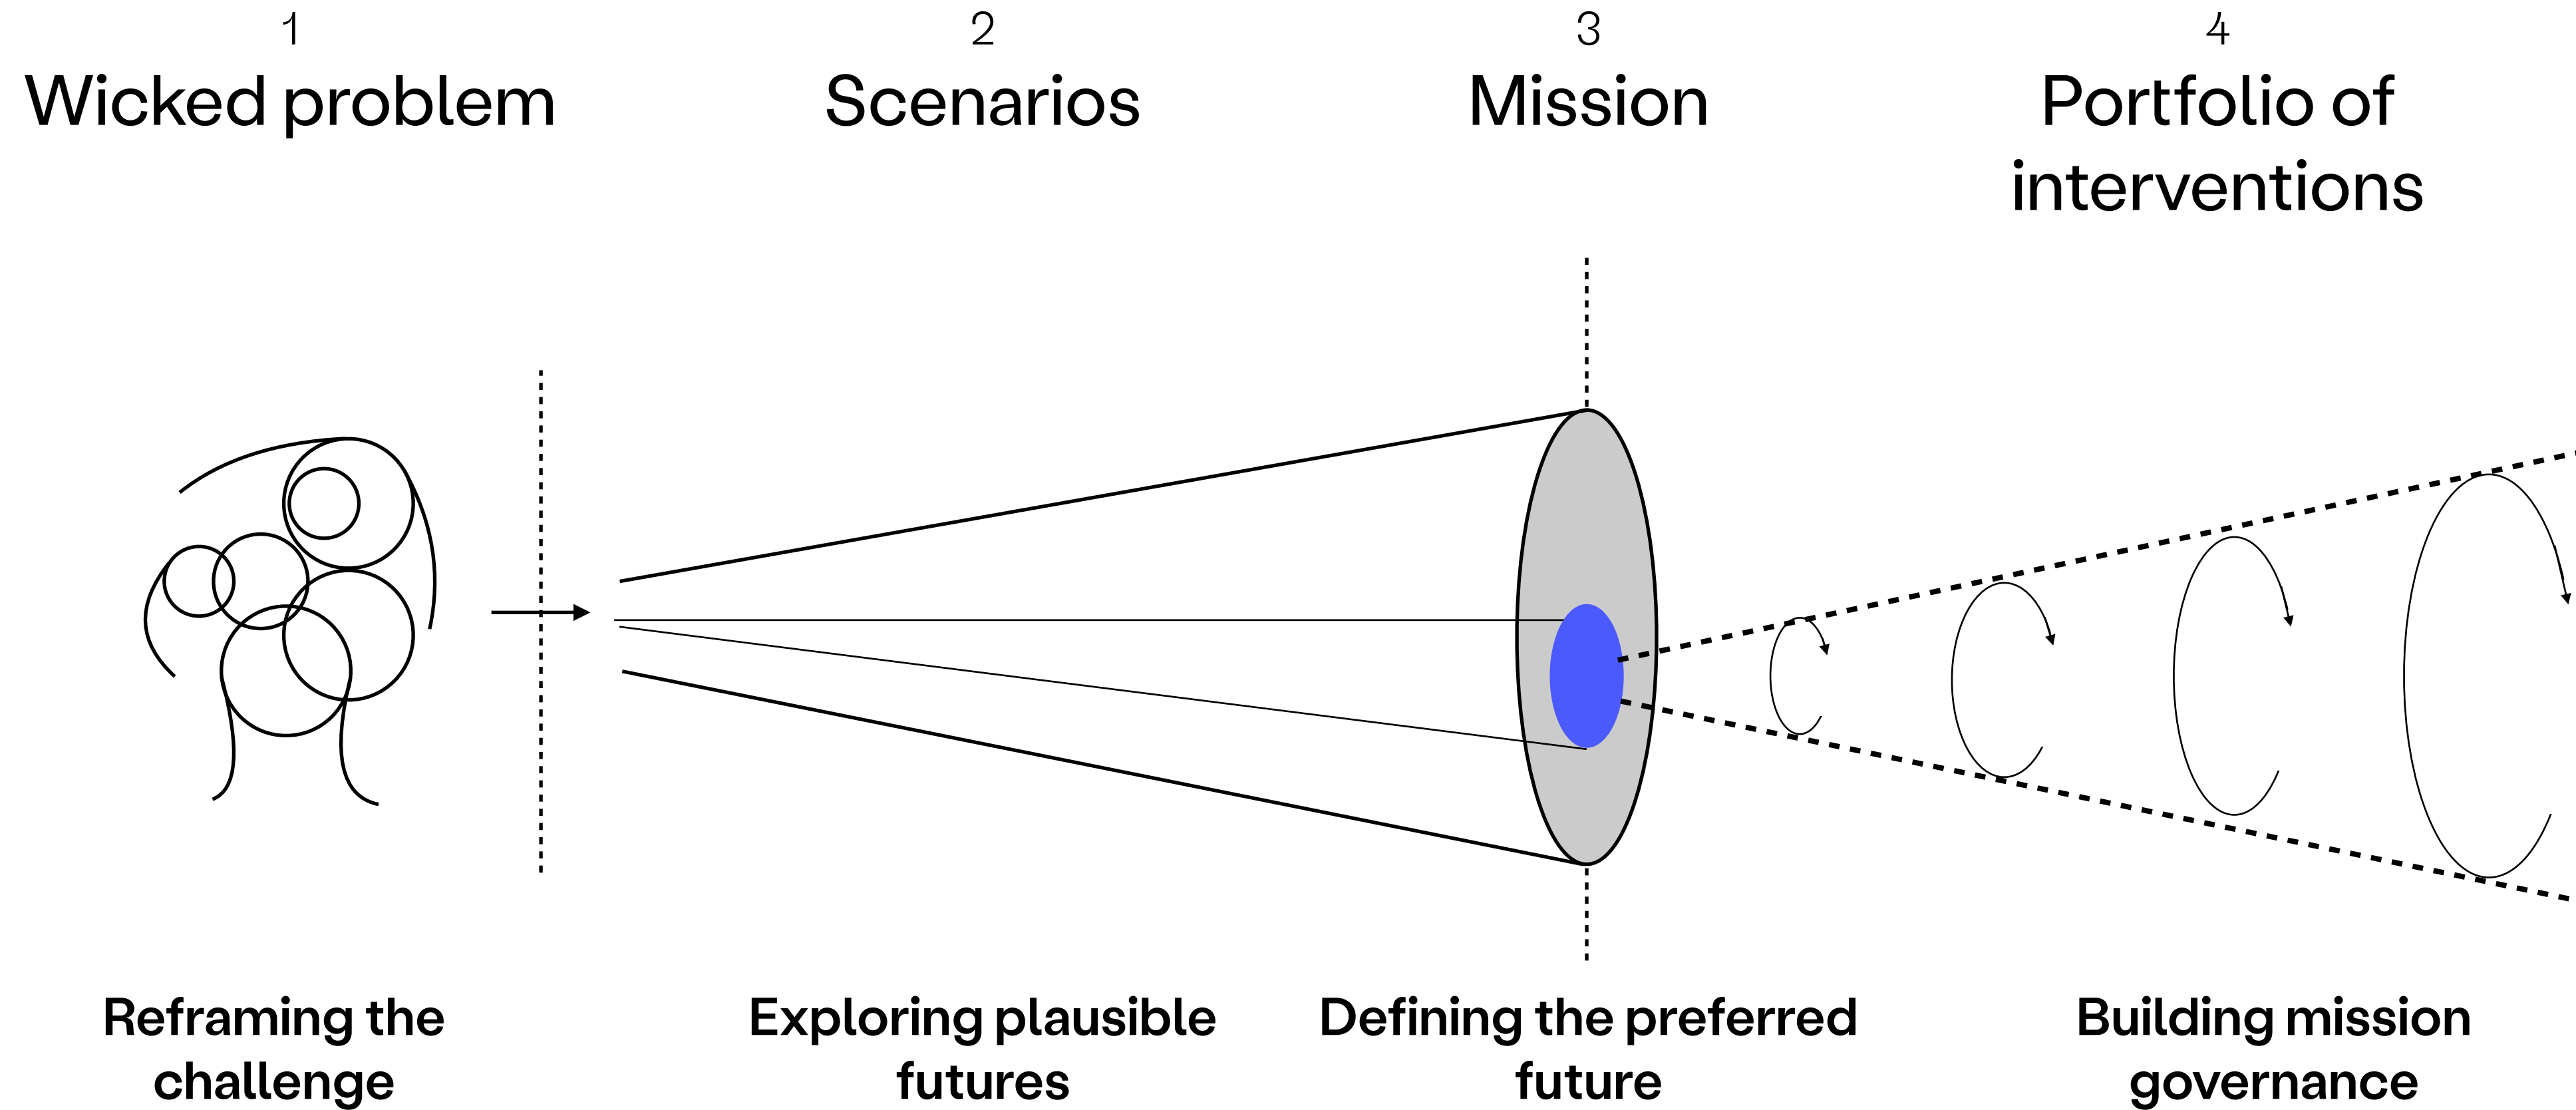 1
Wicked problem
2
Scenarios
3
Mission
4
Portfolio of
interventions
Reframing the
challenge
Exploring plausible
futures
Defining the preferred
future
Building mission
governance